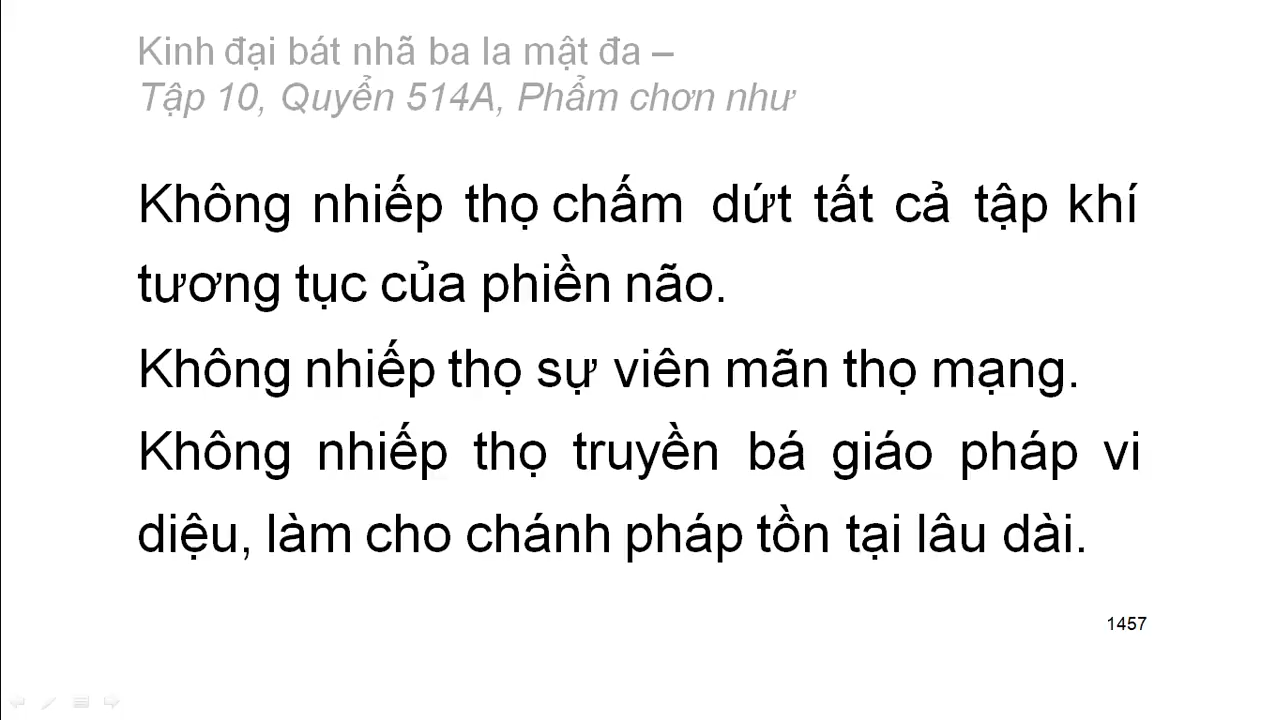 Kinh đại bát nhã ba la mật đa –
Tập 10, Quyển 514A, Phẩm chơn như
Không nhiếp thọ chấm dứt tất cả tập khí
tương tục của phiền não.
Không nhiếp thọ sự viên mãn thọ mạng.
Không nhiếp thọ truyền bá giáo pháp vi
diệu, làm cho chánh pháp tồn tại lâu dài.
1457